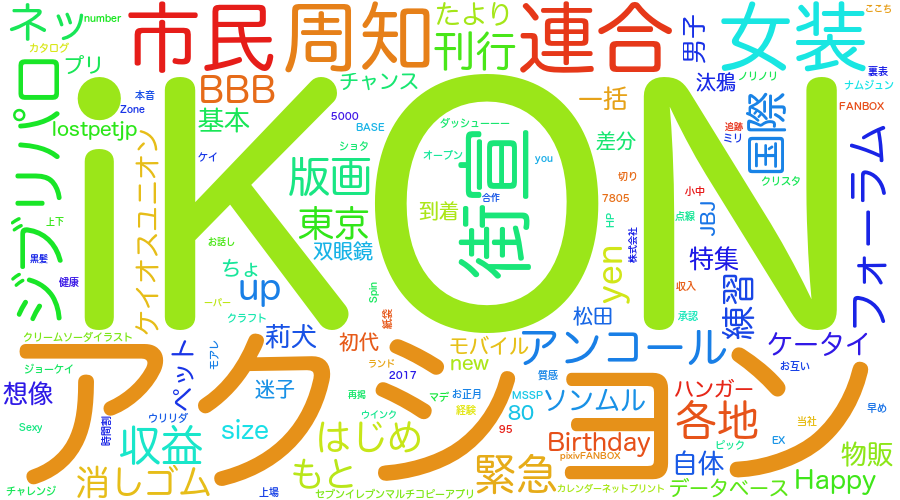 ネッ
number
カタログ
プリ
市民
周知
たより
刊行
連合
男子
女装
ここち
裏表
ノリノリ
ナムジュン
汰鴉
FANBOX
本音
Zone
BBB
チャンス
一括
追跡
ミリ
国際
lostpetjp
基本
5000
BASE
ダッシューーー
差分
クリスタ
ジブリパロ
iKON
ケイ
ショタ
オープン
you
版画
街宣
切り
小中
7805
合作
フォーラム
ケイオスユニオン
上下
東京
到着
HP
点線
JBJ
黒髪
お話し
双眼鏡
株式会社
特集
健康
ちょ
up
Spin
yen
収入
練習
ーパー
クラフト
紙袋
松田
承認
クリームソーダイラスト
莉犬
初代
モバイル
アンコール
ケータイ
アクション
ペット
モアレ
ランド
new
お互い
ジョーケイ
想像
迷子
2017
質感
再掲
マデ
お正月
MSSP
ソンムル
ハンガー
ウリリダ
ウインク
経験
80
各地
早め
Sexy
時間割
収益
size
はじめ
95
Birthday
ピック
EX
当社
物販
pixivFANBOX
チャレンジ
消しゴム
上場
もと
緊急
自体
データベース
Happy
セブンイレブンマルチコピーアプリ
カレンダーネットプリント